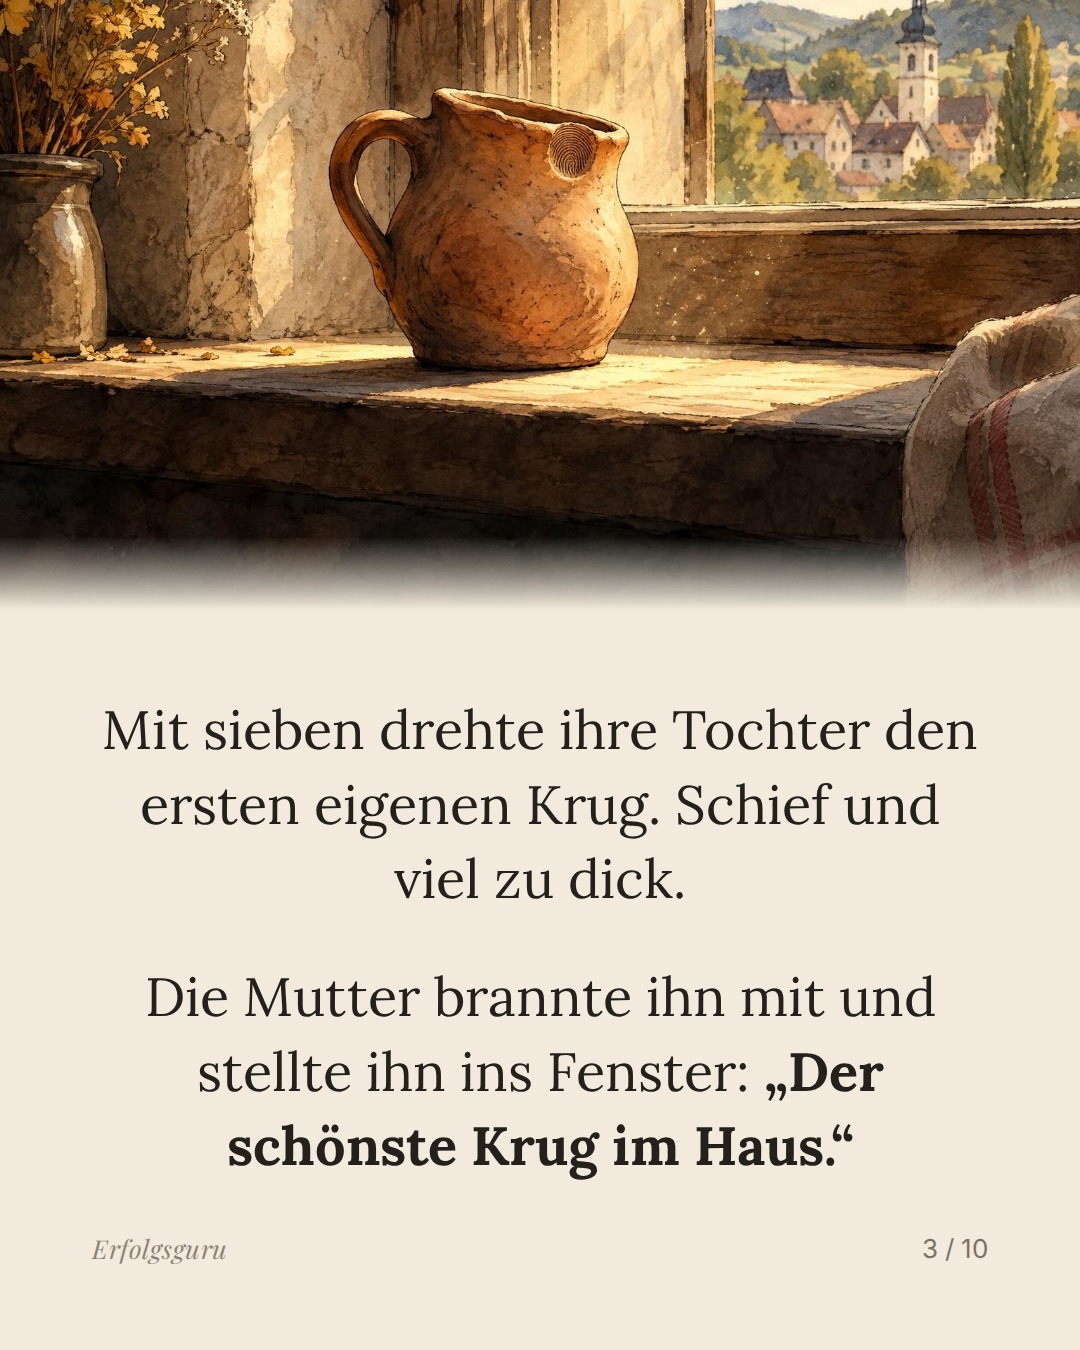 Mit sieben drehte ihre Tochter den
ersten eigenen Krug. Schief und
viel zu dick.
Die Mutter brannte ihn mit und
stellte ihn ins Fenster: „Der
schönste Krug im Haus.“
Erfolgsguru
3 / 10